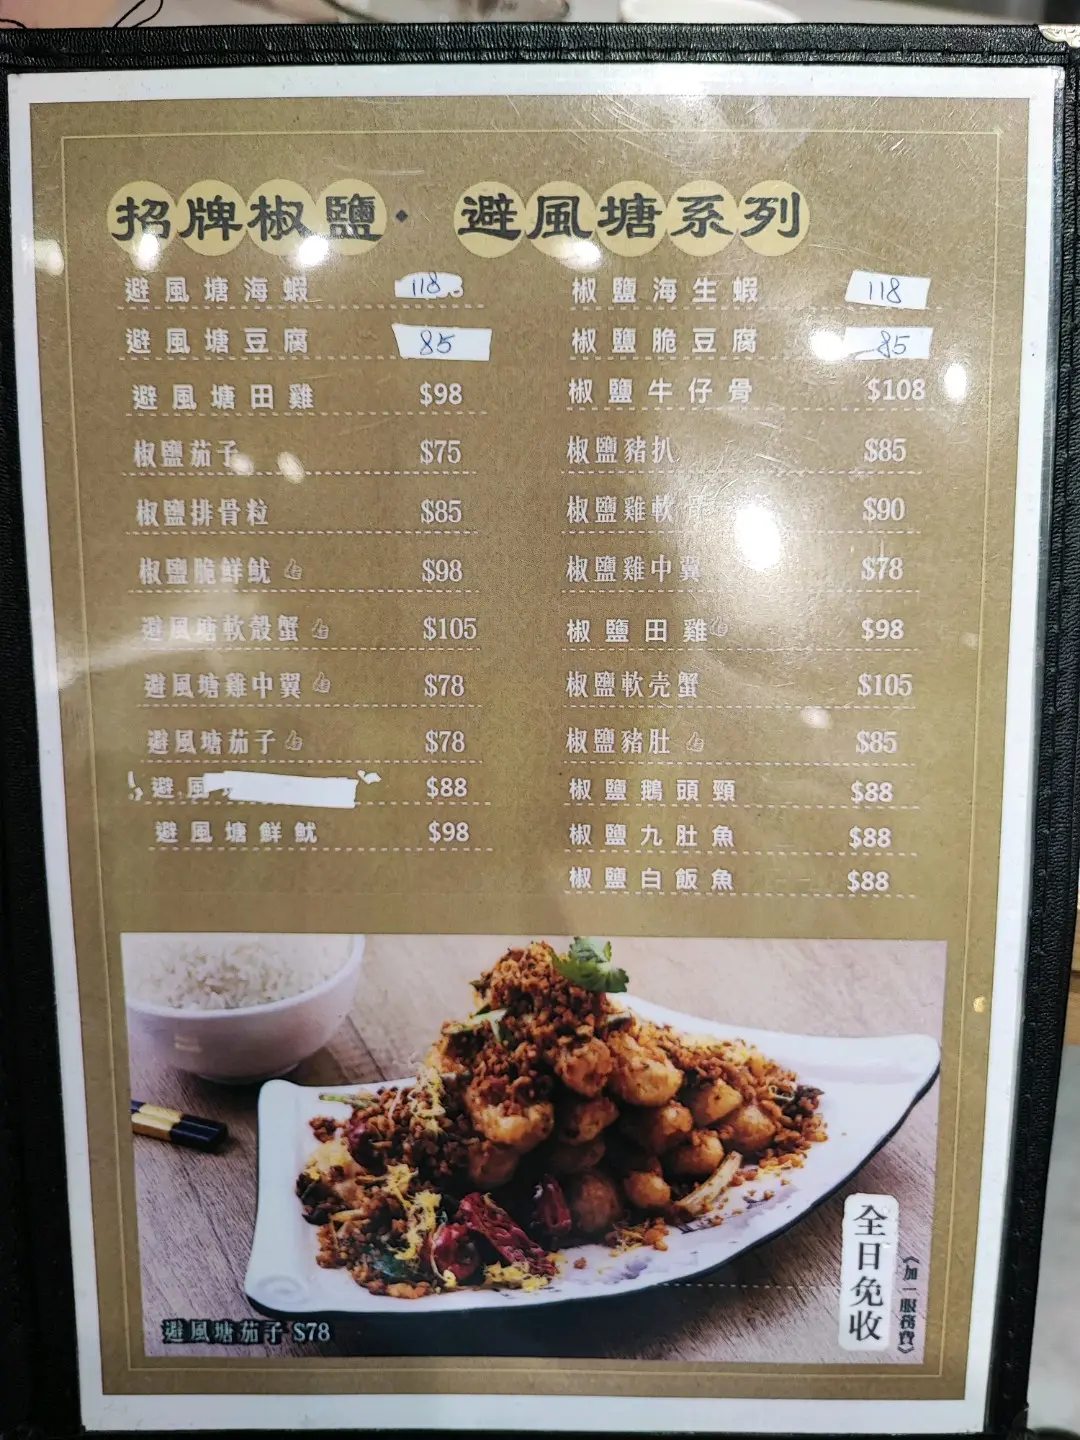 招牌椒鹽· 避風塘系列
避風塘海蝦 118
避風塘豆腐 85
避風塘田雞 $98
椒鹽茄子 $75
椒鹽排骨粒 $85
椒鹽脆鮮魷 $98
避風塘軟殼蟹 $105
避風塘雞中翼 $78
避風塘茄子 $78
避風 $88
避風塘鮮魷 $98
椒鹽海生蝦 118
椒鹽脆豆腐 85
椒鹽牛仔骨 $108
椒鹽豬扒 $85
椒鹽雞軟骨 $90
椒鹽雞中翼 $78
椒鹽田雞 $98
椒鹽軟壳蟹 $105
椒鹽豬肚 $85
椒鹽鵝頭頸 $88
椒鹽九肚魚 $88
椒鹽白飯魚 $88
全日免收
《加一服務費》
避風塘茄子 $78